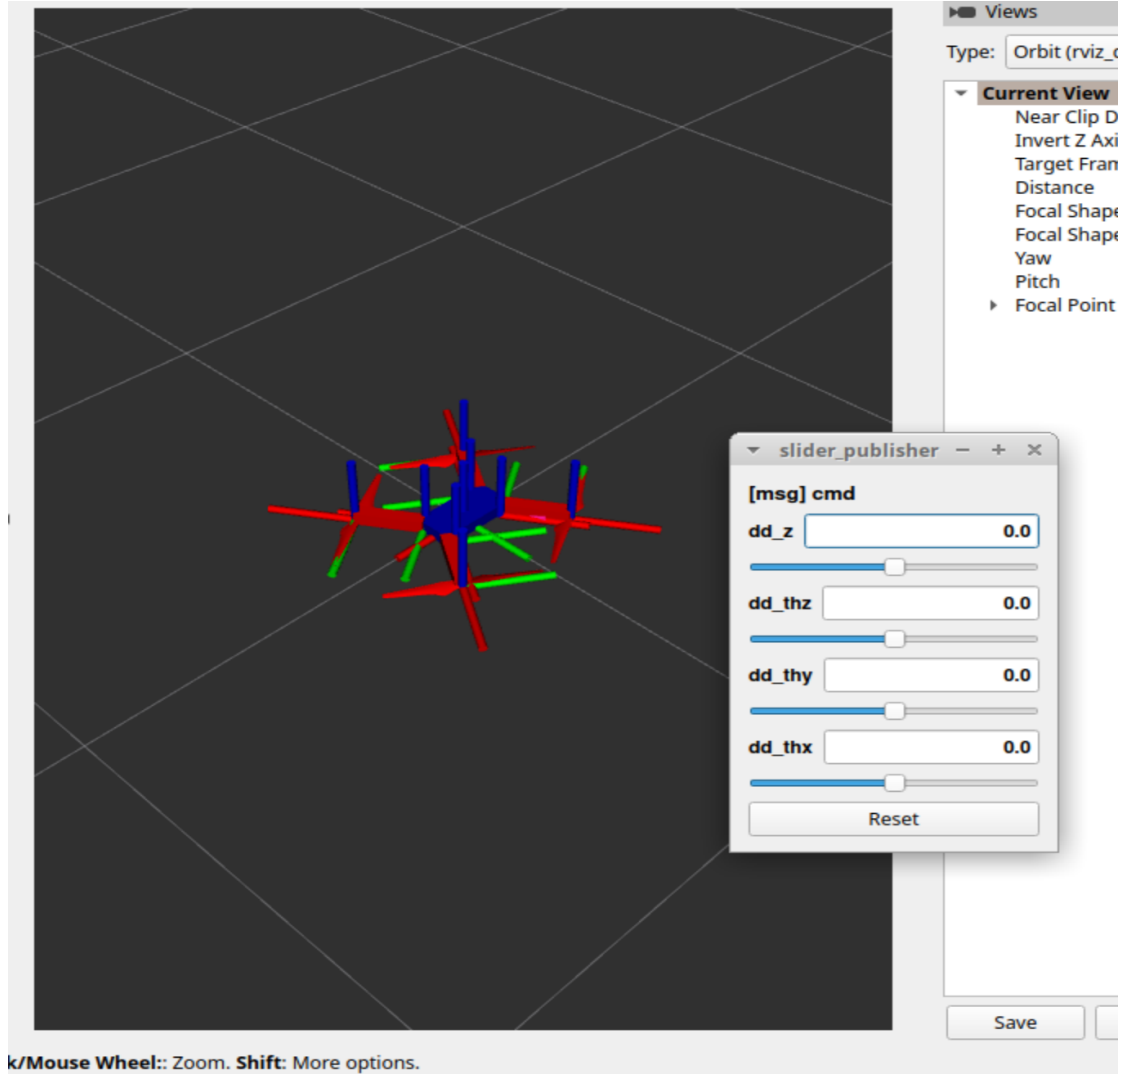 Views
Type: Orbit (rviz_
Current View
Near Clip D
Invert Z Axi
Target Fram
Distance
Focal Shape
Focal Shape
Yaw
Pitch
Focal Point
slider_publisher
[msg] cmd
dd_z 0.0
dd_thz 0.0
dd_thy 0.0
dd_thx 0.0
Reset
Save
k/Mouse Wheel:: Zoom. Shift: More options.